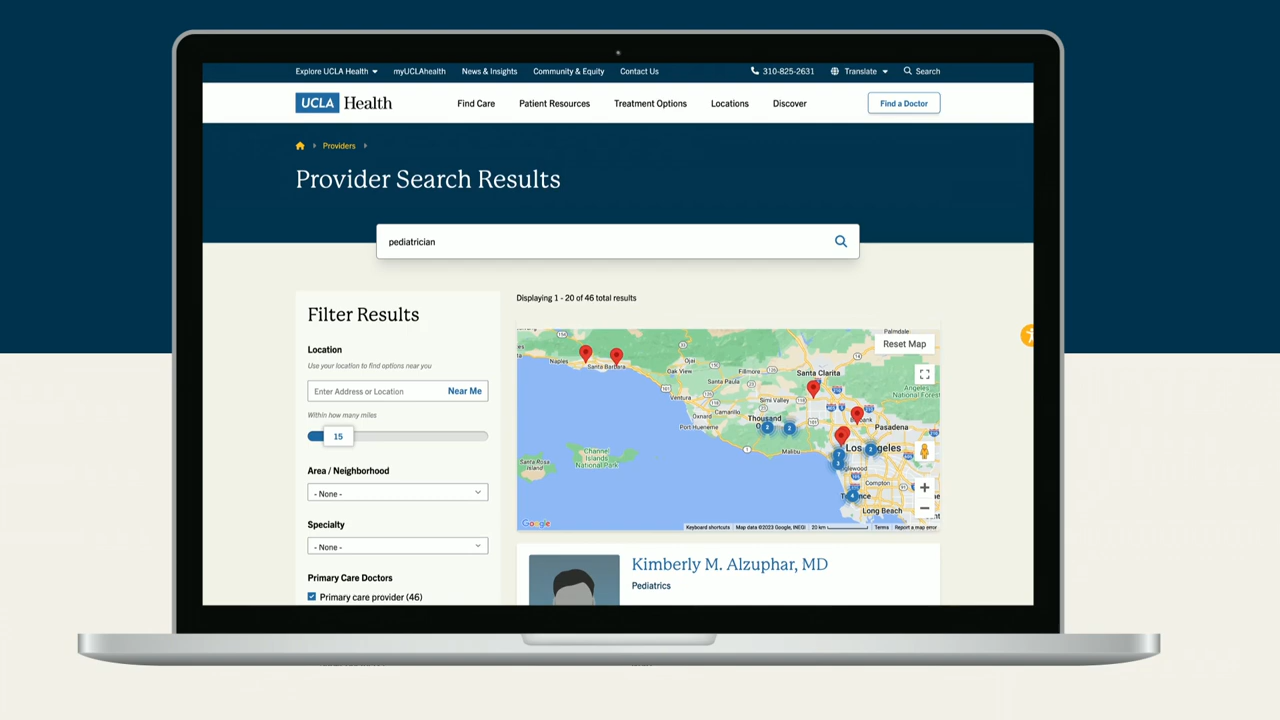 Explore UCLA Health myUCLAhealth News & Insights Community & Equity Contact Us 310-825-2631 Translate Search
UCLA Health Find Care Patient Resources Treatment Options Locations Discover Find a Doctor
Providers
Provider Search Results
pediatrician
Displaying 1 - 20 of 46 total results
Filter Results
Location
Use your location to find options near you
Enter Address or Location Near Me
Within how many miles
15
Area / Neighborhood
- None -
Specialty
- None -
Primary Care Doctors
Primary care provider (46)
Palmdale
Reset Map
Naples
Santa Barbara
Ojai
Oak View
Fillmore
Santa Clarita
Santa Paula
Angeles
National Forest
Ventura
Simi Valley
Camarillo
Oxnard
Port Hueneme
Thousand
Pasadena
Malibu
Los Angeles
Channel
Islands
National Park
Santa Rosa
Island
Compton
Long Beach
Google
Keyboard shortcuts Map data ©2023 Google, INEGI 20 km Terms Report a map error
Kimberly M. Alzuphar, MD
Pediatrics